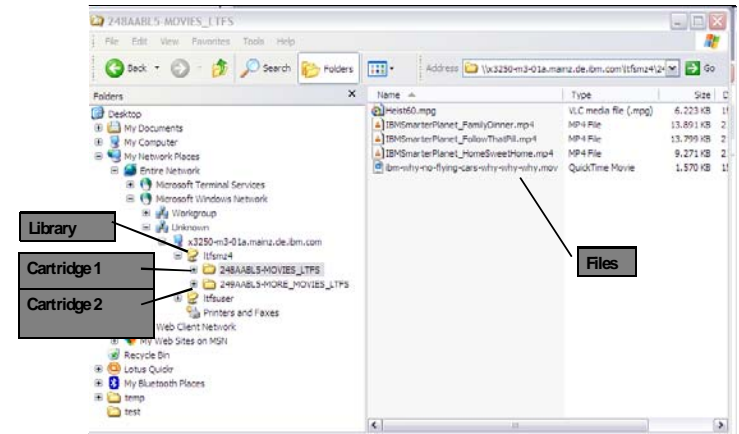 248AABL5-MOVIES_LTFS
File Edit View Favorites Tools Help
Back Search Folders Address \\x3250-m3-01a.mainz.de.ibm.com\ltfsmz4\24 Go
Folders X
Desktop
My Documents
My Computer
My Network Places
Entire Network
Microsoft Terminal Services
Microsoft Windows Network
Workgroup
Unknown
x3250-m3-01a.mainz.de.ibm.com
ltfsmz4
248AABL5-MOVIES_LTFS
249AABL5-MORE_MOVIES_LTFS
ltfsuser
Printers and Faxes
Web Client Network
My Web Sites on MSN
Recycle Bin
Lotus Quickr
My Bluetooth Places
temp
test
Library
Cartridge 1
Cartridge 2
Name Type Size D
Heist60.mpg VLC media file (.mpg) 6.223 KB 1
IBMSmarterPlanet_FamilyDinner.mp4 MP4 File 13.891 KB 2
IBMSmarterPlanet_FollowThatPill.mp4 MP4 File 13.799 KB 2
IBMSmarterPlanet_HomeSweetHome.mp4 MP4 File 9.271 KB 2
ibm-why-no-flying-cars-why-why-why.mov QuickTime Movie 1.570 KB 1
Files